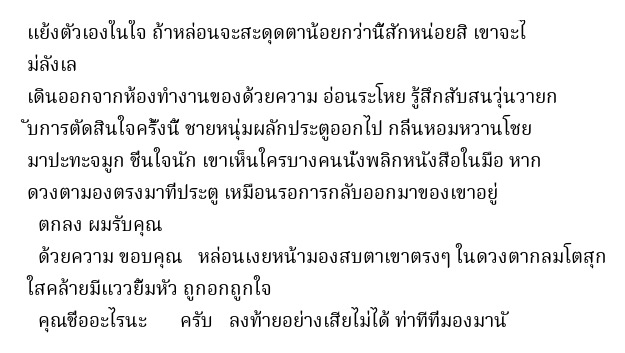 แย้งตัวเองในใจ ถ้าหล่อนจะสะดุดตาน้อยกว่านี้สักหน่อยสิ เขาจะไ
ม่ลังเล
เดินออกจากห้องทำงานของด้วยความ อ่อนระโหย รู้สึกสับสนวุ่นวายก
ับการตัดสินใจครั้งนี้ ชายหนุ่มผลักประตูออกไป กลิ่นหอมหวานโชย
มาปะทะจมูก ชื่นใจนัก เขาเห็นใครบางคนนั่งพลิกหนังสือในมือ หาก
ดวงตามองตรงมาที่ประตู เหมือนรอการกลับออกมาของเขาอยู่
ตกลง ผมรับคุณ
ด้วยความ ขอบคุณ หล่อนเงยหน้ามองสบตาเขาตรงๆ ในดวงตากลมโตสุก
ใสคล้ายมีแววยิ้มหัว ถูกอกถูกใจ
คุณชื่ออะไรนะ ครับ ลงท้ายอย่างเสียไม่ได้ ท่าทีที่มองมานั